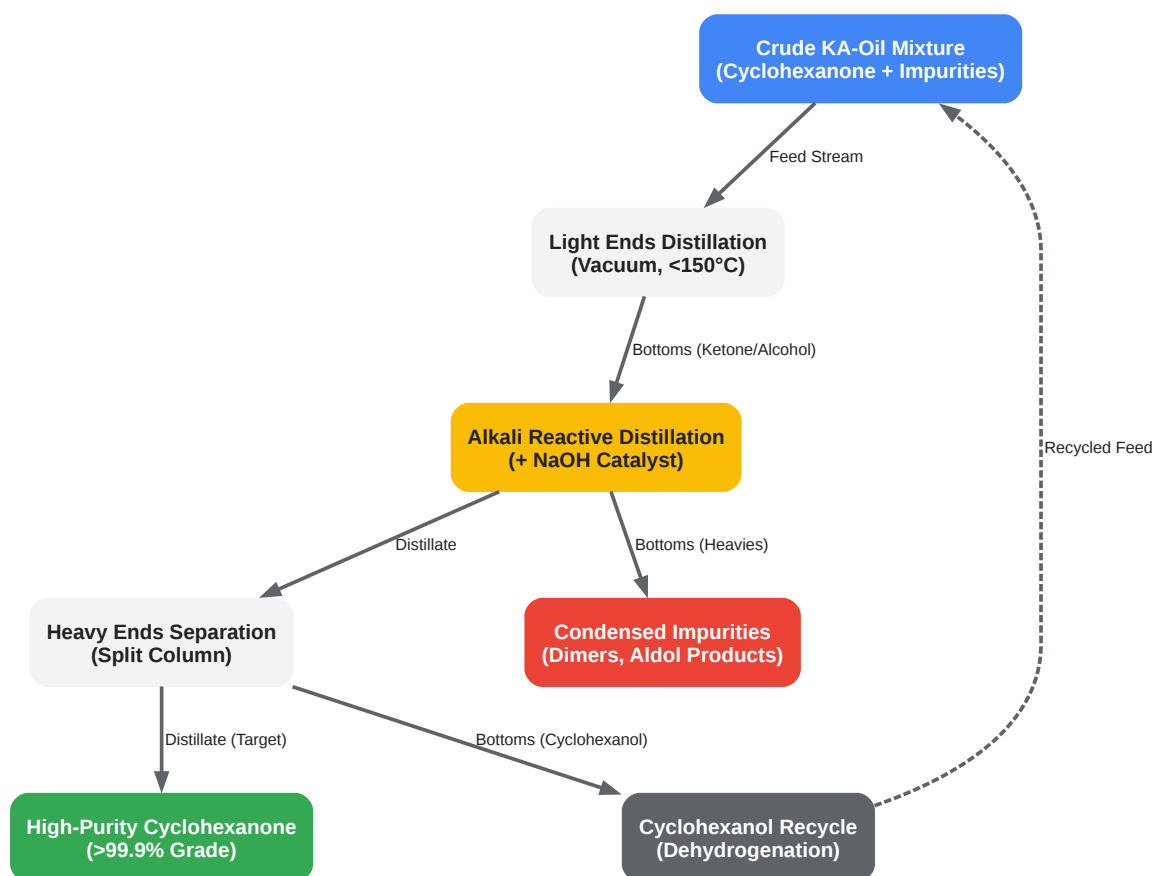 Crude KA-Oil Mixture
(Cyclohexanone + Impurities)
Feed Stream
Light Ends Distillation
(Vacuum, <150°C)
Bottoms (Ketone/Alcohol)
Alkali Reactive Distillation
(+ NaOH Catalyst)
Recycled Feed
Distillate
Bottoms (Heavies)
Heavy Ends Separation
(Split Column)
Condensed Impurities
(Dimers, Aldol Products)
Distillate (Target)
Bottoms (Cyclohexanol)
High-Purity Cyclohexanone
(>99.9% Grade)
Cyclohexanol Recycle
(Dehydrogenation)